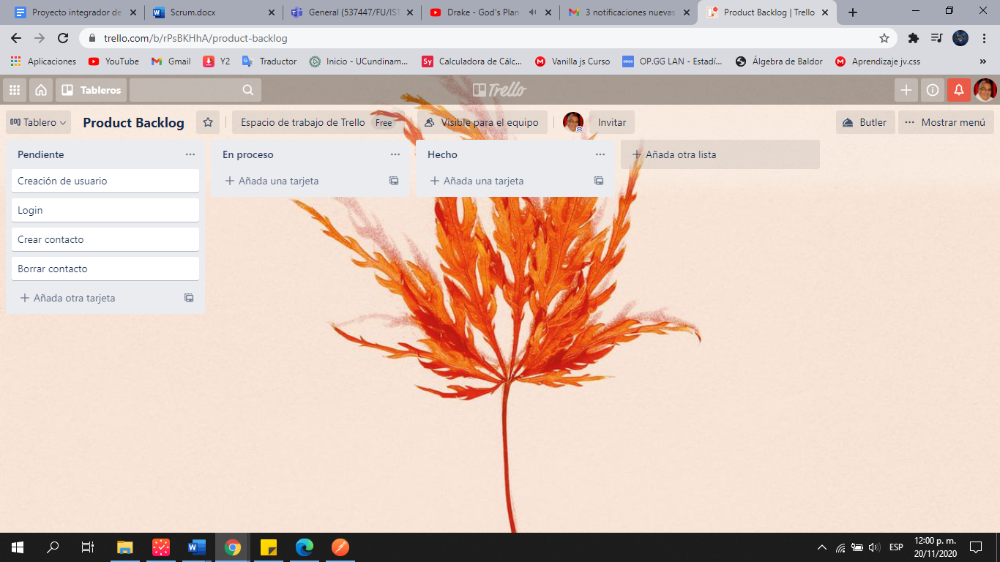 Proyecto integrador de
Scrum.docx
General (537447/FU/IST
Drake - God's Plan
3 notificaciones nuevas
Product Backlog | Trello
trello.com/b/rPsBKHhA/product-backlog
Aplicaciones
YouTube
Gmail
Y2
Traductor
Inicio - UCundinam...
Sy
Calculadora de Cálc...
Vanilla js Curso
OP.GG LAN - Estadí...
Álgebra de Baldor
Aprendizaje jv.css
Tableros
Trello
Tablero
Product Backlog
Espacio de trabajo de Trello
Free
Visible para el equipo
Invitar
Butler
Mostrar menú
Pendiente
Creación de usuario
Login
Crear contacto
Borrar contacto
Añada otra tarjeta
En proceso
Añada una tarjeta
Hecho
Añada una tarjeta
Añada otra lista
ESP
12:00 p. m.
20/11/2020